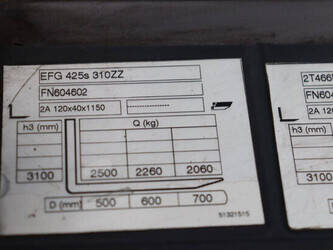 EFG 425s 310ZZ
FN604602
2A 120x40x1150
h3 (mm) Q (kg)
3100 2500 2260 2060
D (mm) 500 600 700
51321515
2T466
FN604
2A 120
h3 (mm)
3100